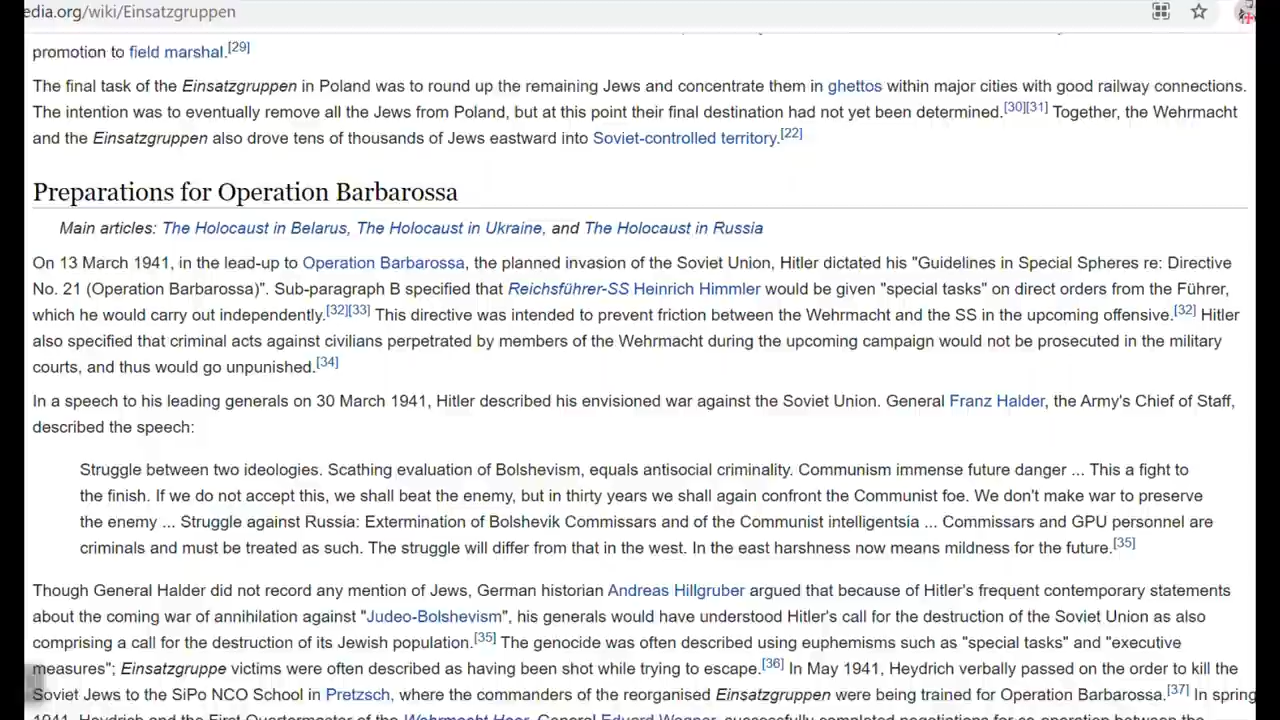 edia.org/wiki/Einsatzgruppen
promotion to field marshal.[29]
The final task of the Einsatzgruppen in Poland was to round up the remaining Jews and concentrate them in ghettos within major cities with good railway connections.
The intention was to eventually remove all the Jews from Poland, but at this point their final destination had not yet been determined.[30][31] Together, the Wehrmacht
and the Einsatzgruppen also drove tens of thousands of Jews eastward into Soviet-controlled territory.[22]
Preparations for Operation Barbarossa
Main articles: The Holocaust in Belarus, The Holocaust in Ukraine, and The Holocaust in Russia
On 13 March 1941, in the lead-up to Operation Barbarossa, the planned invasion of the Soviet Union, Hitler dictated his "Guidelines in Special Spheres re: Directive
No. 21 (Operation Barbarossa)". Sub-paragraph B specified that Reichsführer-SS Heinrich Himmler would be given "special tasks" on direct orders from the Führer,
which he would carry out independently.[32][33] This directive was intended to prevent friction between the Wehrmacht and the SS in the upcoming offensive.[32] Hitler
also specified that criminal acts against civilians perpetrated by members of the Wehrmacht during the upcoming campaign would not be prosecuted in the military
courts, and thus would go unpunished.[34]
In a speech to his leading generals on 30 March 1941, Hitler described his envisioned war against the Soviet Union. General Franz Halder, the Army's Chief of Staff,
described the speech:
Struggle between two ideologies. Scathing evaluation of Bolshevism, equals antisocial criminality. Communism immense future danger ... This a fight to
the finish. If we do not accept this, we shall beat the enemy, but in thirty years we shall again confront the Communist foe. We don't make war to preserve
the enemy ... Struggle against Russia: Extermination of Bolshevik Commissars and of the Communist intelligentsia ... Commissars and GPU personnel are
criminals and must be treated as such. The struggle will differ from that in the west. In the east harshness now means mildness for the future.[35]
Though General Halder did not record any mention of Jews, German historian Andreas Hillgruber argued that because of Hitler's frequent contemporary statements
about the coming war of annihilation against "Judeo-Bolshevism", his generals would have understood Hitler's call for the destruction of the Soviet Union as also
comprising a call for the destruction of its Jewish population.[35] The genocide was often described using euphemisms such as "special tasks" and "executive
measures"; Einsatzgruppe victims were often described as having been shot while trying to escape.[36] In May 1941, Heydrich verbally passed on the order to kill the
Soviet Jews to the SiPo NCO School in Pretzsch, where the commanders of the reorganised Einsatzgruppen were being trained for Operation Barbarossa.[37] In spring
1941, Heydrich and the First Quartermaster of the Wehrmacht Heer, General Eduard Wagner, successfully completed negotiations for co-operation between the